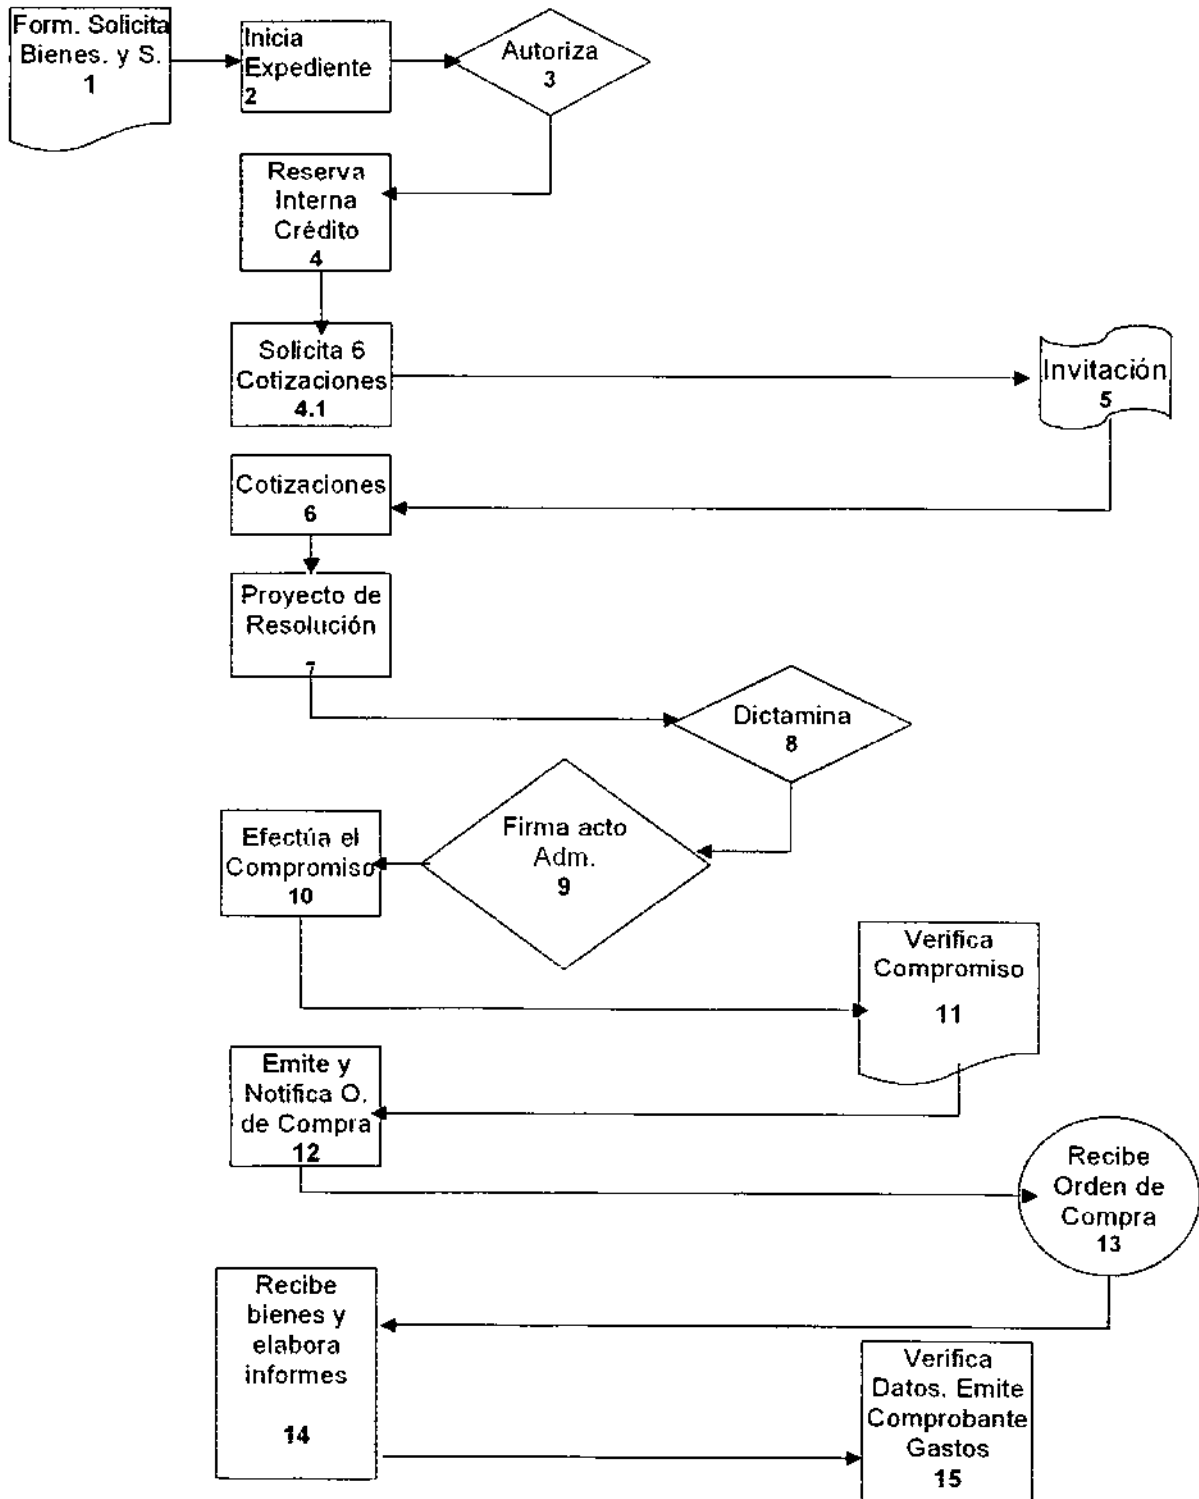 Form. Solicita
Bienes. y S.
1
Inicia
Expediente
2
Autoriza
3
Reserva
Interna
Crédito
4
Solicita 6
Cotizaciones
4.1
Invitación
5
Cotizaciones
6
Proyecto de
Resolución
7
Dictamina
8
Firma acto
Adm.
9
Efectúa el
Compromiso
10
Verifica
Compromiso
11
Emite y
Notifica O.
de Compra
12
Recibe
Orden de
Compra
13
Recibe
bienes y
elabora
informes
14
Verifica
Datos. Emite
Comprobante
Gastos
15